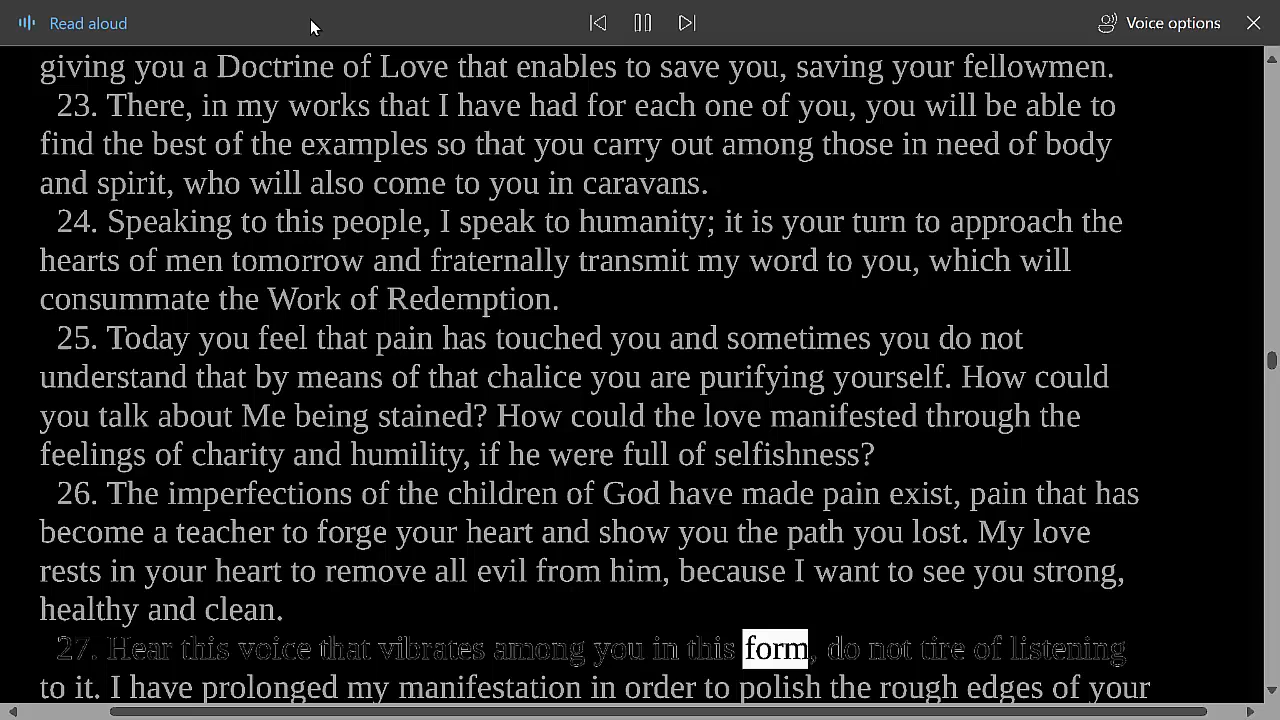 Read aloud
Voice options
giving you a Doctrine of Love that enables to save you, saving your fellowmen.
23. There, in my works that I have had for each one of you, you will be able to
find the best of the examples so that you carry out among those in need of body
and spirit, who will also come to you in caravans.
24. Speaking to this people, I speak to humanity; it is your turn to approach the
hearts of men tomorrow and fraternally transmit my word to you, which will
consummate the Work of Redemption.
25. Today you feel that pain has touched you and sometimes you do not
understand that by means of that chalice you are purifying yourself. How could
you talk about Me being stained? How could the love manifested through the
feelings of charity and humility, if he were full of selfishness?
26. The imperfections of the children of God have made pain exist, pain that has
become a teacher to forge your heart and show you the path you lost. My love
rests in your heart to remove all evil from him, because I want to see you strong,
healthy and clean.
27. Hear this voice that vibrates among you in this form, do not tire of listening
to it. I have prolonged my manifestation in order to polish the rough edges of your